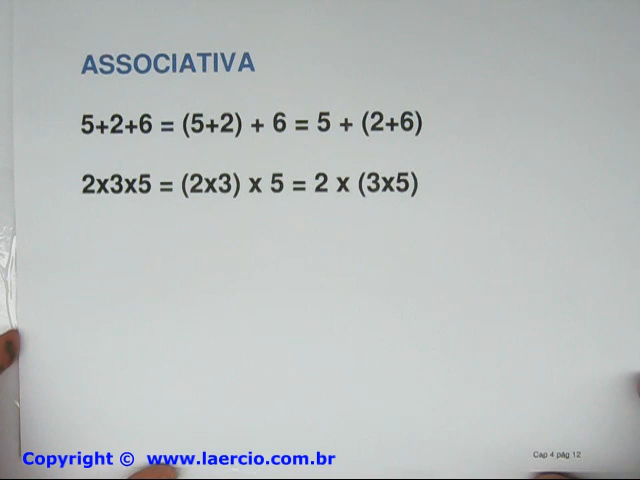 ASSOCIATIVA
5+2+6 = (5+2) + 6 = 5 + (2+6)
2x3x5 = (2x3) x 5 = 2 x (3x5)
Cap 4 pág 12
Copyright © www.laercio.com.br